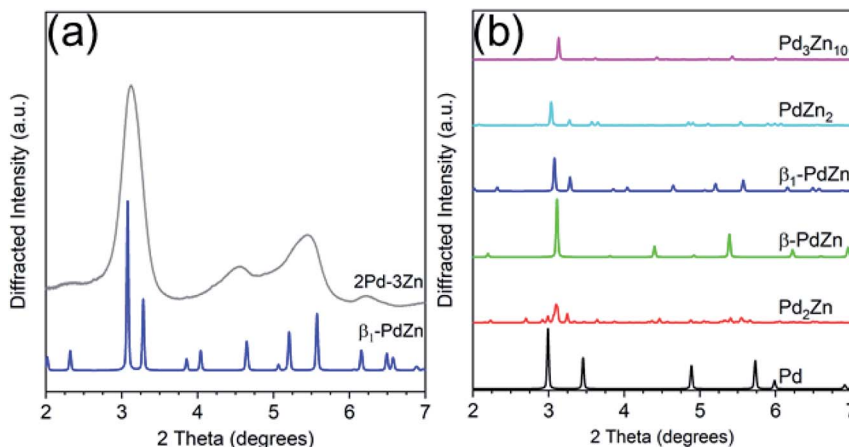 (a)
Diffracted Intensity (a.u.)
2Pd-3Zn
β₁-PdZn
2 3 4 5 6 7
2 Theta (degrees)
(b)
Diffracted Intensity (a.u.)
Pd₃Zn₁₀
PdZn₂
β₁-PdZn
β-PdZn
Pd₂Zn
Pd
2 3 4 5 6 7
2 Theta (degrees)